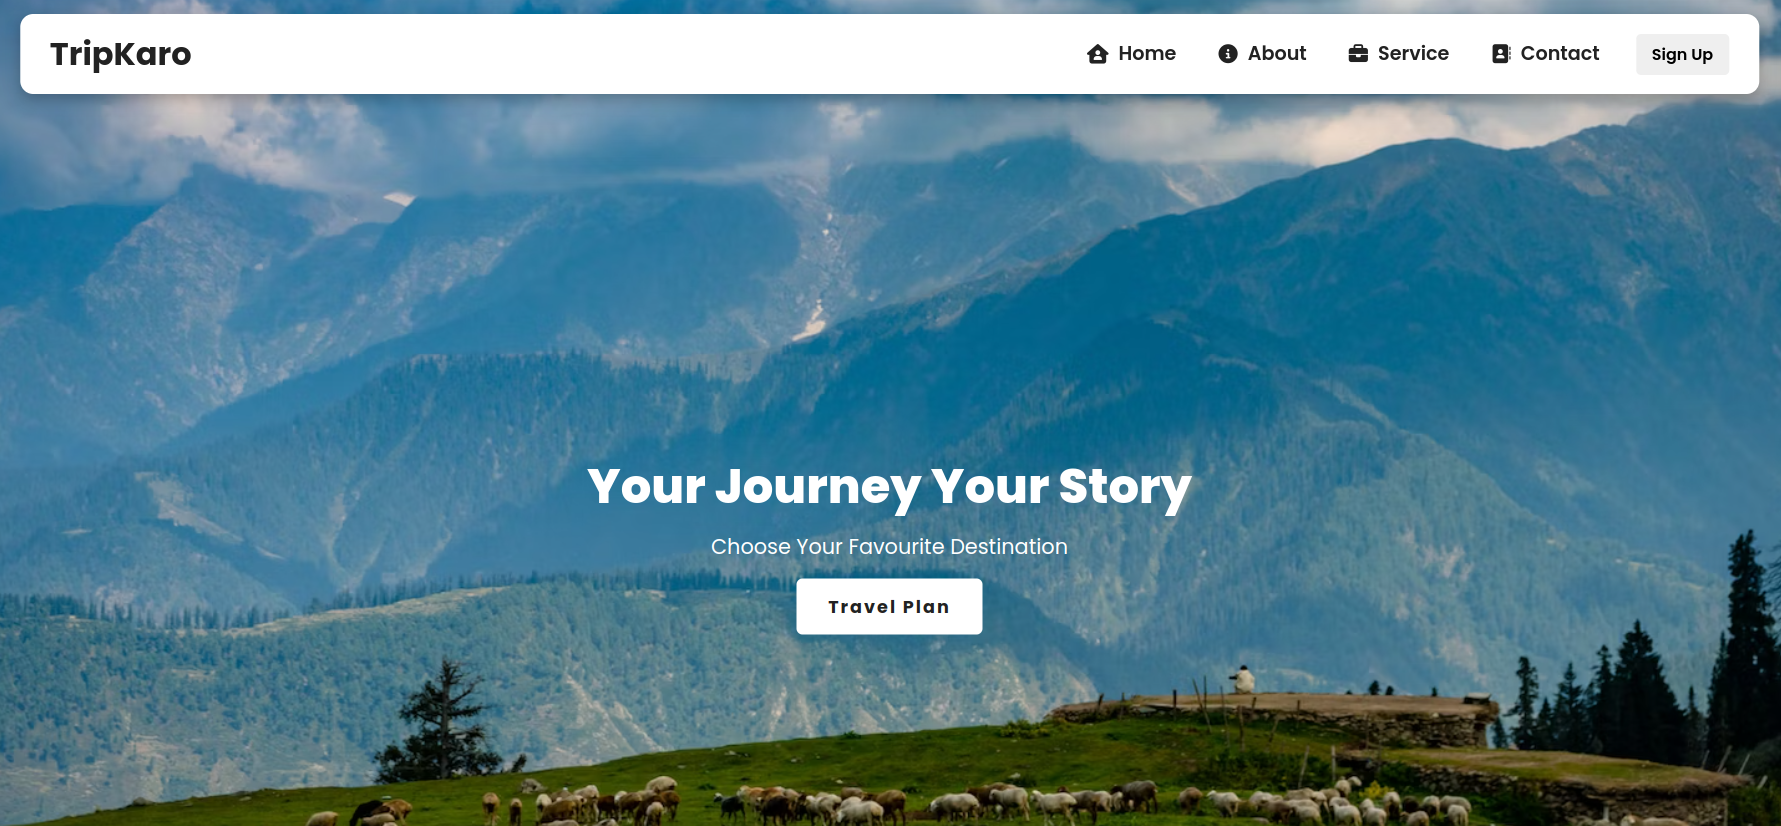 TripKaro
Home About Service Contact Sign Up
Your Journey Your Story
Choose Your Favourite Destination
Travel Plan